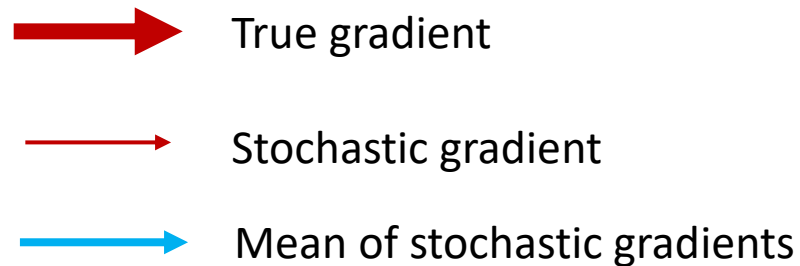 True gradient
Stochastic gradient
Mean of stochastic gradients